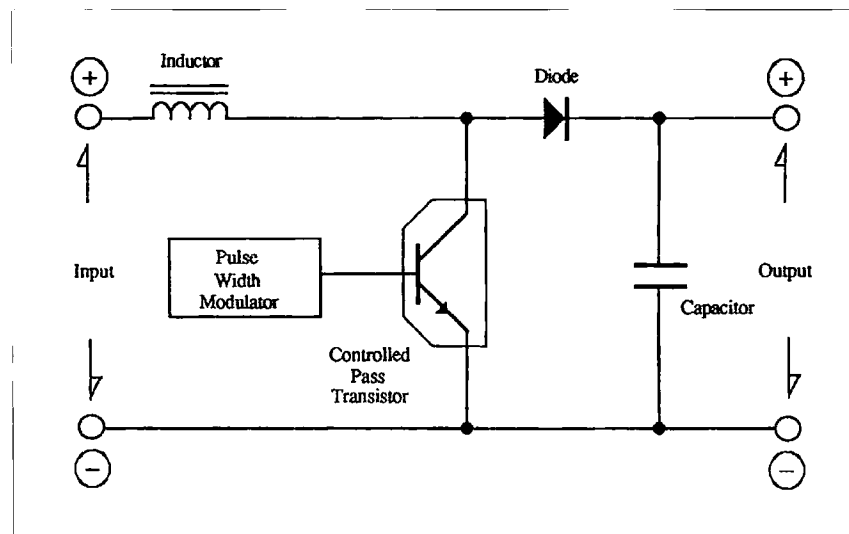 Inductor
Diode
+
+
Input
Pulse
Width
Modulator
Output
Capacitor
Controlled
Pass
Transistor
−
−